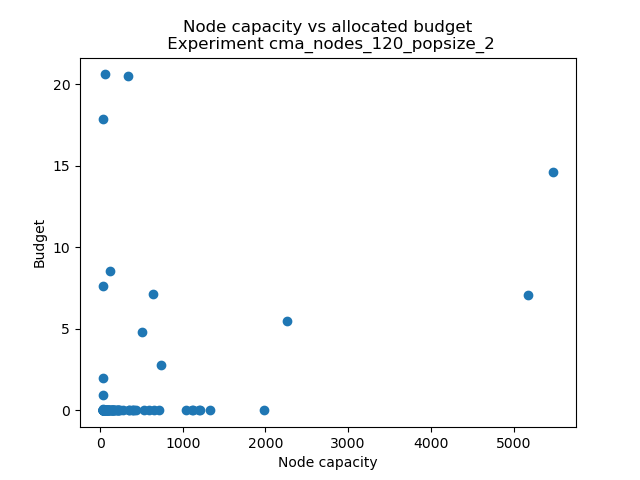 Node capacity vs allocated budget
Experiment cma_nodes_120_popsize_2
20
15
10
5
0
Budget
0 1000 2000 3000 4000 5000
Node capacity